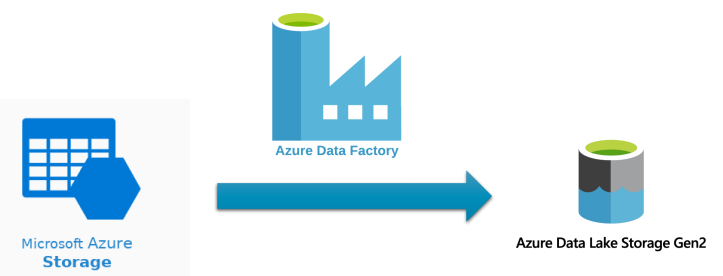 Azure Data Factory
Microsoft Azure
Storage
Azure Data Lake Storage Gen2